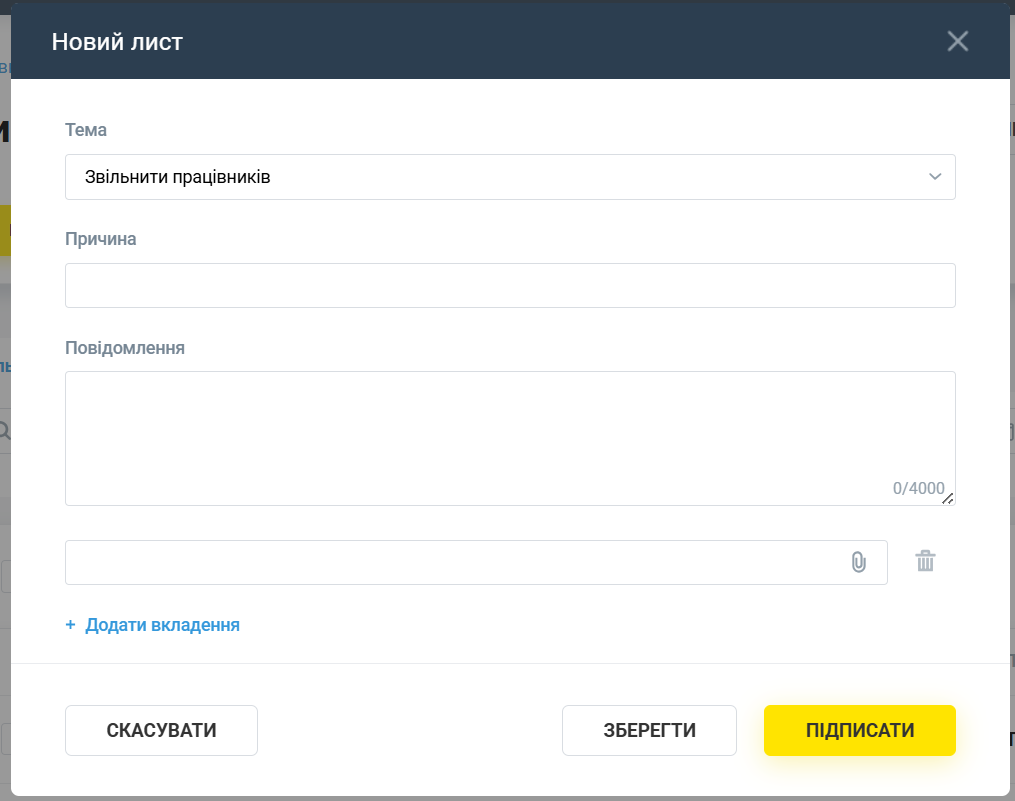 Новий лист
Тема
Звільнити працівників
Причина
Повідомлення
0/4000
+ Додати вкладення
СКАСУВАТИ
ЗБЕРЕГТИ
ПІДПИСАТИ